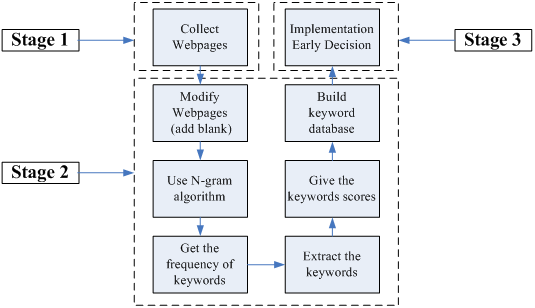 Stage 1
Collect
Webpages
Implementation
Early Decision
Stage 3
Modify
Webpages
(add blank)
Build
keyword
database
Stage 2
Use N-gram
algorithm
Give the
keywords scores
Get the
frequency of
keywords
Extract the
keywords